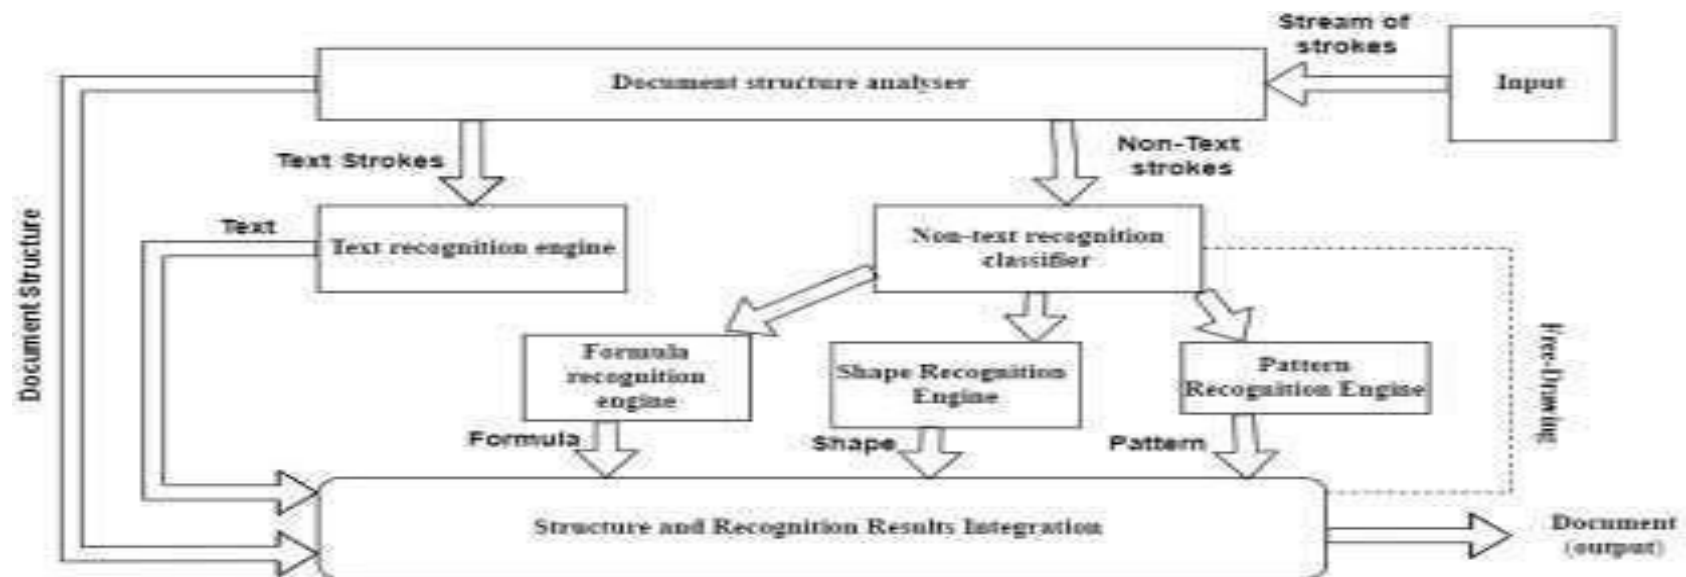 Stream of
strokes
Document structure analyser
Input
Text Strokes
Non-Text
strokes
Document Structure
Text
Text recognition engine
Non-text recognition
classifier
Free-Drawing
Formula
recognition
engine
Shape Recognition
Engine
Pattern
Recognition Engine
Formula
Shape
Pattern
Structure and Recognition Results Integration
Document
(output)